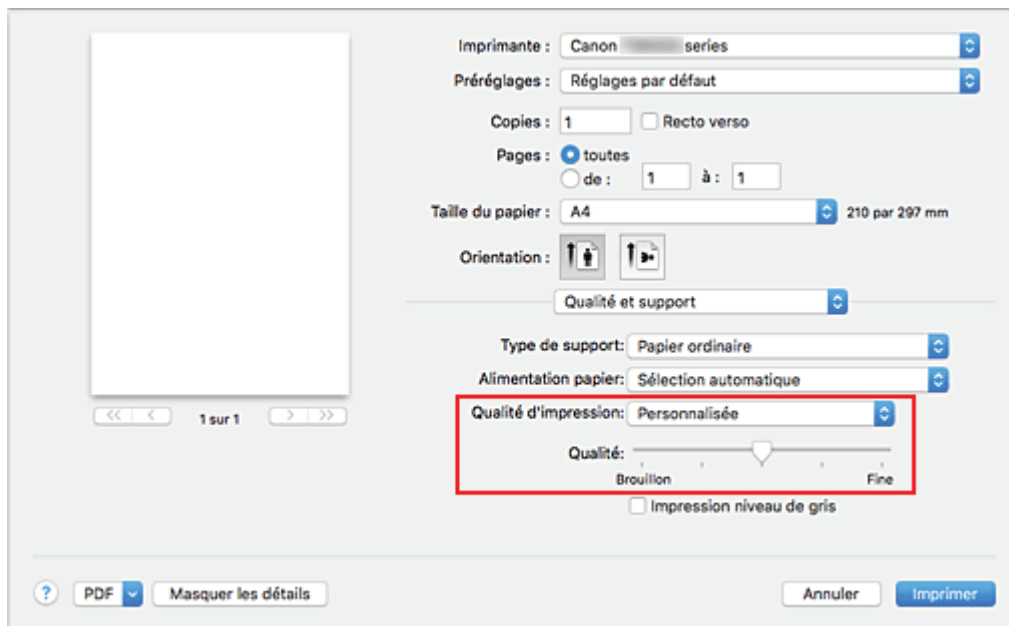 Imprimante : Canon series
Préréglages : Réglages par défaut
Copies : 1 Recto verso
Pages : toutes
de : 1 à : 1
Taille du papier : A4 210 par 297 mm
Orientation :
Qualité et support
Type de support: Papier ordinaire
Alimentation papier: Sélection automatique
Qualité d'impression: Personnalisée
Qualité:
Brouillon Fine
Impression niveau de gris
<< < 1 sur 1 > >>
? PDF Masquer les détails Annuler Imprimer